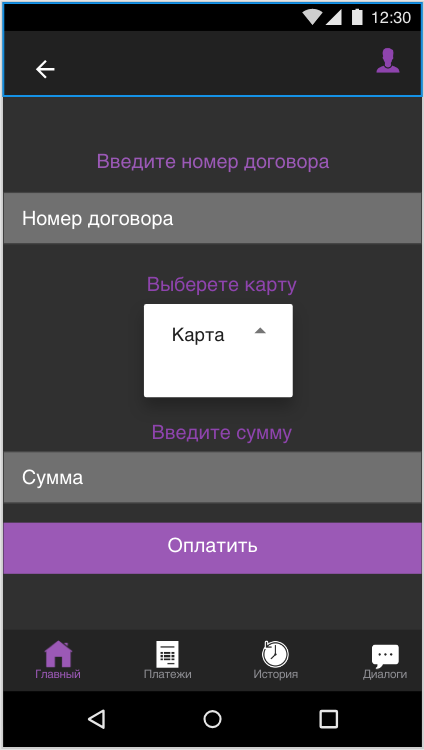 12:30
Введите номер договора
Номер договора
Выберете карту
Карта
Введите сумму
Сумма
Оплатить
Главный Платежи История Диалоги